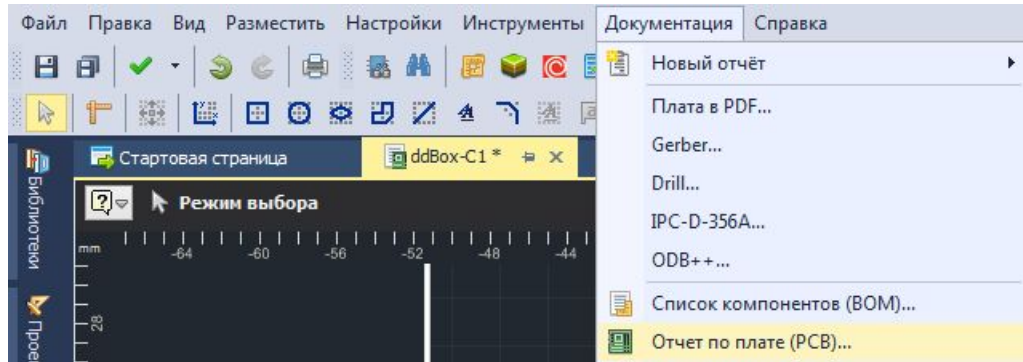 Файл Правка Вид Разместить Настройки Инструменты Документация Справка
Новый отчёт
Плата в PDF...
Gerber...
Drill...
IPC-D-356A...
ODB++...
Список компонентов (BOM)...
Отчет по плате (PCB)...
Стартовая страница ddBox-C1 *
Режим выбора
mm -64 -60 -56 -52 -48 -44
28
Библиотеки